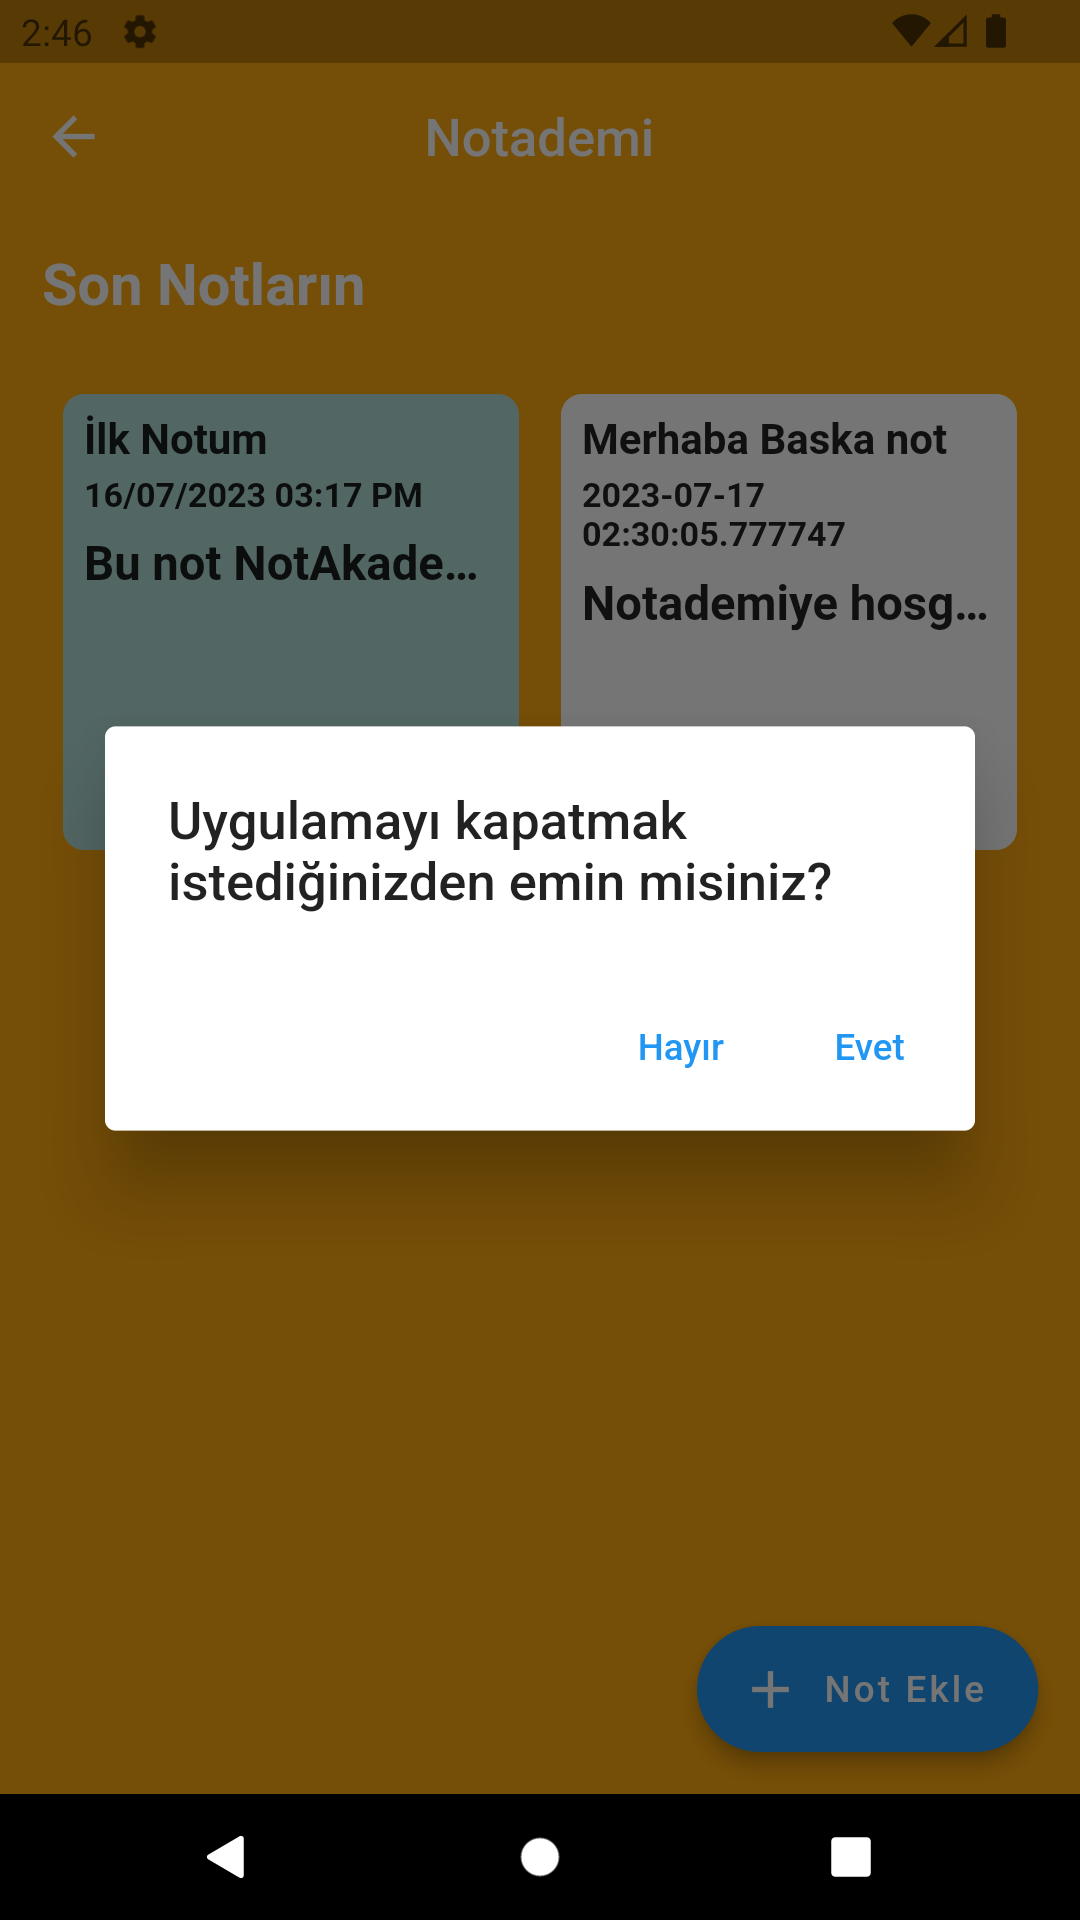 2:46
Notademi
Son Notların
İlk Notum
16/07/2023 03:17 PM
Bu not NotAkade...
Merhaba Baska not
2023-07-17
02:30:05.777747
Notademiye hosg...
Uygulamayı kapatmak
istediğinizden emin misiniz?
Hayır
Evet
Not Ekle